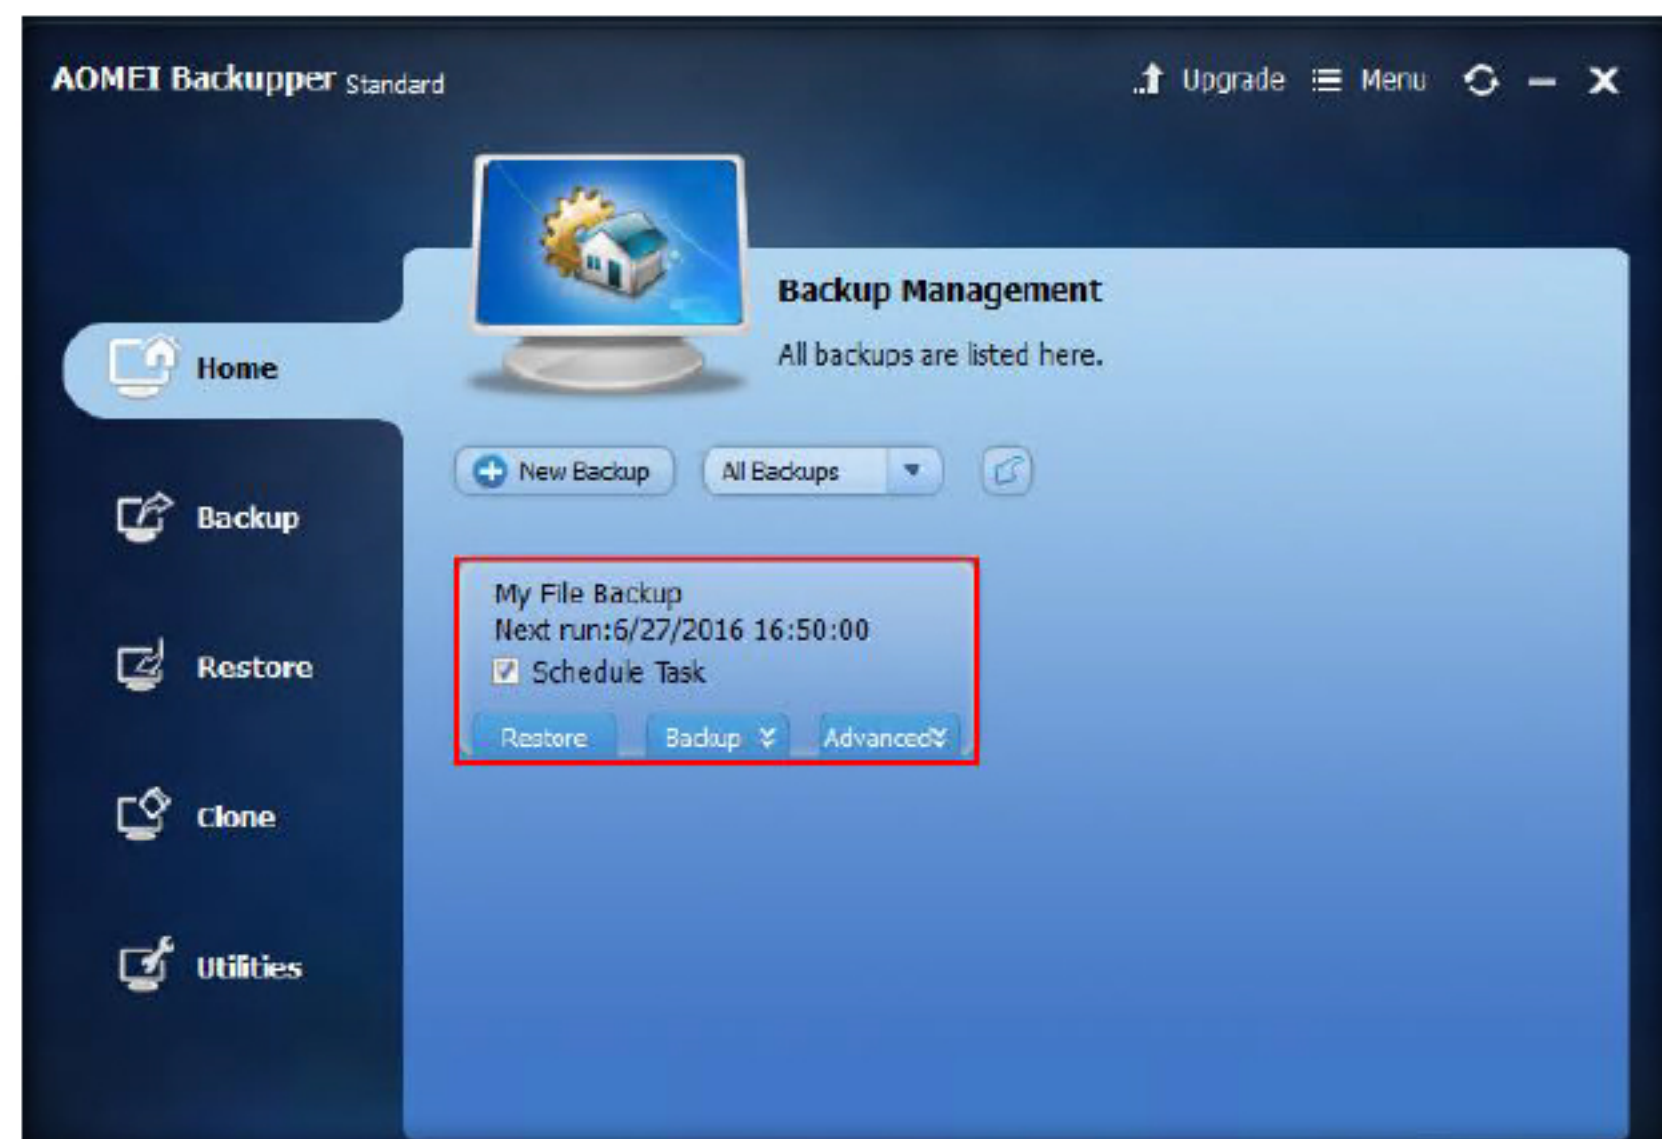 AOMEI Backupper Standard
Upgrade Menu
Backup Management
All backups are listed here.
Home
New Backup All Backups
Backup
My File Backup
Next run:6/27/2016 16:50:00
Schedule Task
Restore
Restore Backup Advanced
Clone
Utilities